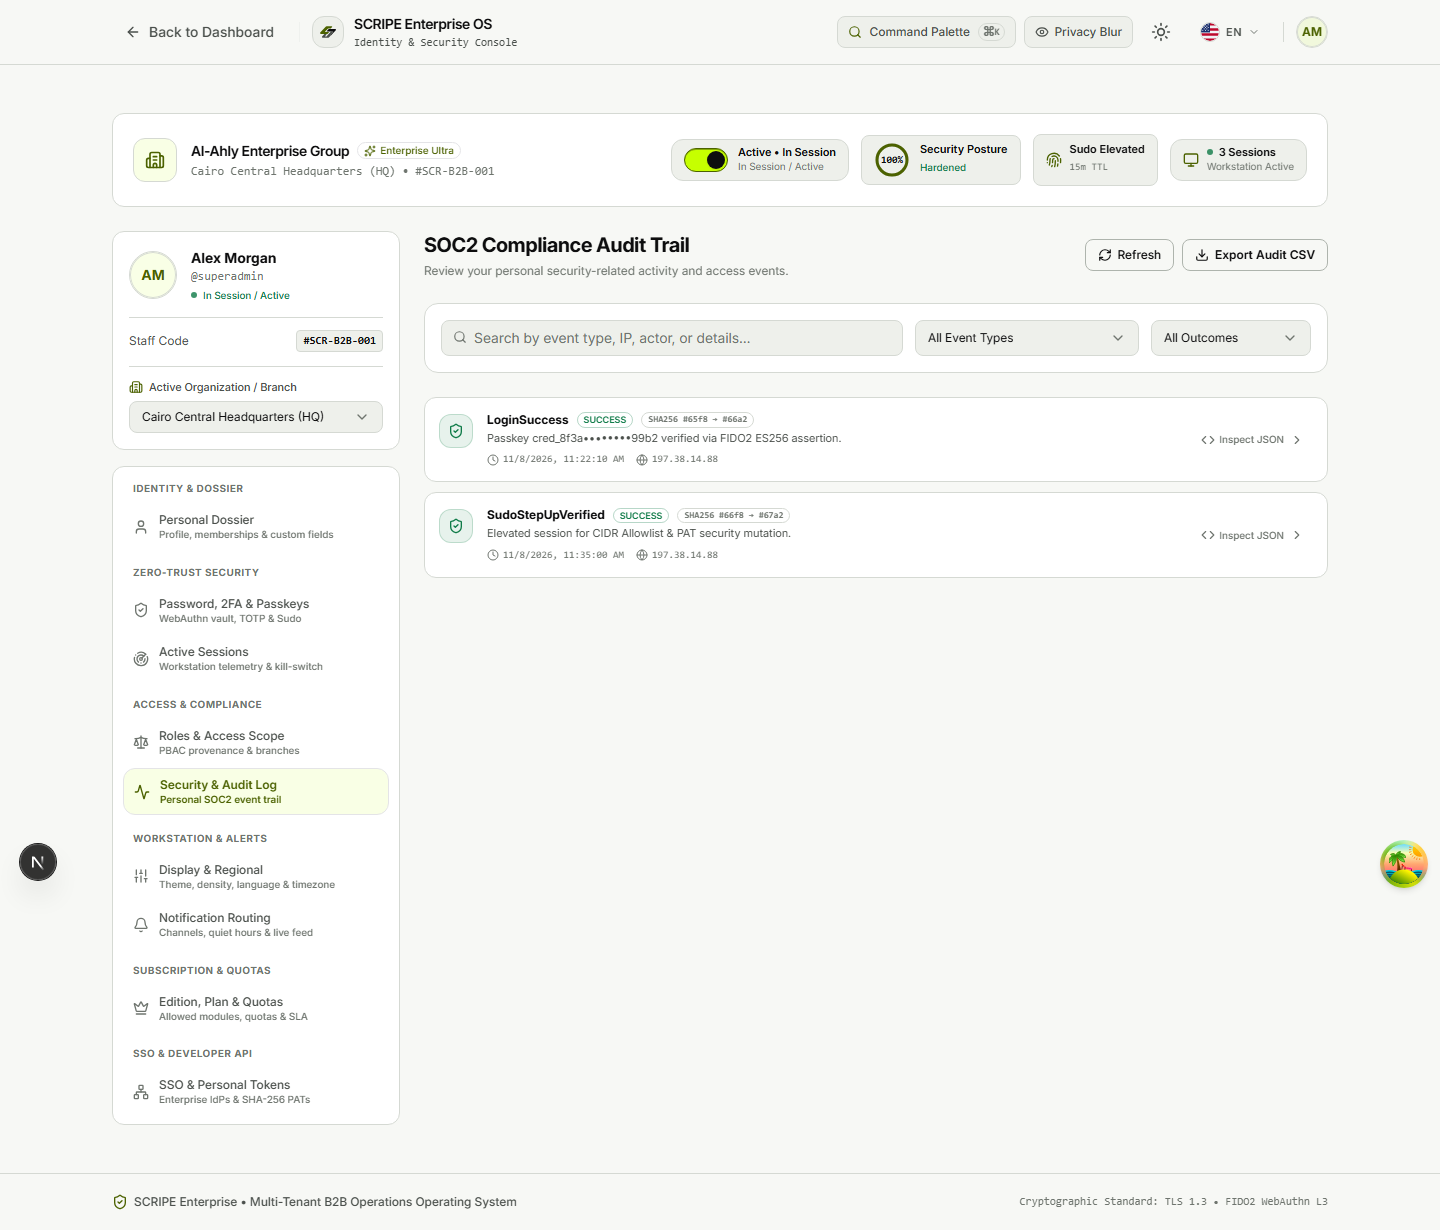 Back to Dashboard
SCRIPE Enterprise OS
Identity & Security Console
Command Palette ⌘K
Privacy Blur
EN
AM
Al-Ahly Enterprise Group
Enterprise Ultra
Cairo Central Headquarters (HQ) • #SCR-B2B-001
Active • In Session
In Session / Active
100%
Security Posture
Hardened
Sudo Elevated
15m TTL
3 Sessions
Workstation Active
AM
Alex Morgan
@superadmin
In Session / Active
Staff Code
#SCR-B2B-001
Active Organization / Branch
Cairo Central Headquarters (HQ)
IDENTITY & DOSSIER
Personal Dossier
Profile, memberships & custom fields
ZERO-TRUST SECURITY
Password, 2FA & Passkeys
WebAuthn vault, TOTP & Sudo
Active Sessions
Workstation telemetry & kill-switch
ACCESS & COMPLIANCE
Roles & Access Scope
PBAC provenance & branches
Security & Audit Log
Personal SOC2 event trail
WORKSTATION & ALERTS
Display & Regional
Theme, density, language & timezone
Notification Routing
Channels, quiet hours & live feed
SUBSCRIPTION & QUOTAS
Edition, Plan & Quotas
Allowed modules, quotas & SLA
SSO & DEVELOPER API
SSO & Personal Tokens
Enterprise IdPs & SHA-256 PATs
SOC2 Compliance Audit Trail
Review your personal security-related activity and access events.
Refresh
Export Audit CSV
Search by event type, IP, actor, or details...
All Event Types
All Outcomes
LoginSuccess SUCCESS SHA256 #65f8 → #66a2
Passkey cred_8f3a••••••••99b2 verified via FIDO2 ES256 assertion.
11/8/2026, 11:22:10 AM 197.38.14.88
Inspect JSON
SudoStepUpVerified SUCCESS SHA256 #66f8 → #67a2
Elevated session for CIDR Allowlist & PAT security mutation.
11/8/2026, 11:35:00 AM 197.38.14.88
Inspect JSON
N
SCRIPE Enterprise • Multi-Tenant B2B Operations Operating System
Cryptographic Standard: TLS 1.3 • FIDO2 WebAuthn L3